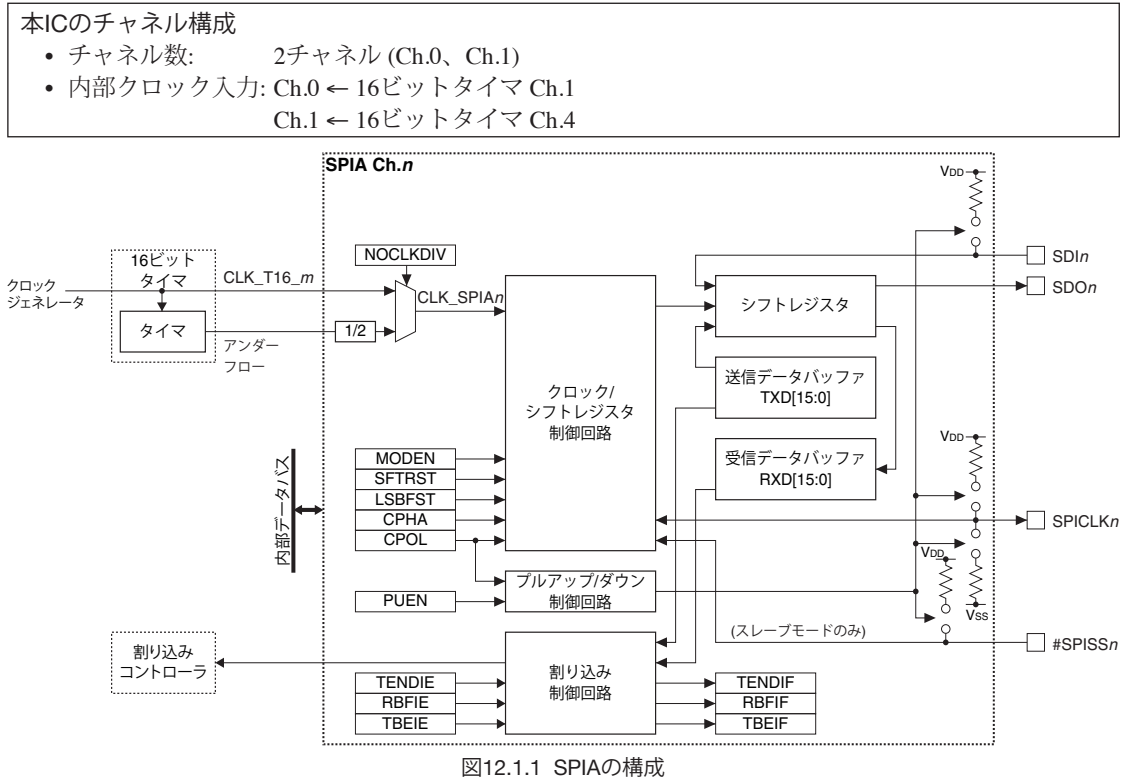 本ICのチャネル構成
• チャネル数: 2チャネル (Ch.0、Ch.1)
• 内部クロック入力: Ch.0 ← 16ビットタイマ Ch.1
Ch.1 ← 16ビットタイマ Ch.4
SPIA Ch.n
VDD
16ビット
タイマ
NOCLKDIV
SDIn
クロック
ジェネレータ
CLK_T16_m
CLK_SPIAn
シフトレジスタ
SDOn
タイマ
1/2
アンダー
フロー
送信データバッファ
TXD[15:0]
クロック/
シフトレジスタ
制御回路
VDD
受信データバッファ
RXD[15:0]
内部データバス
MODEN
SFTRST
LSBFST
CPHA
CPOL
SPICLKn
VDD
プルアップ/ダウン
制御回路
PUEN
VSS
(スレーブモードのみ)
#SPISSn
割り込み
コントローラ
割り込み
制御回路
TENDIE
RBFIE
TBEIE
TENDIF
RBFIF
TBEIF
図12.1.1 SPIAの構成